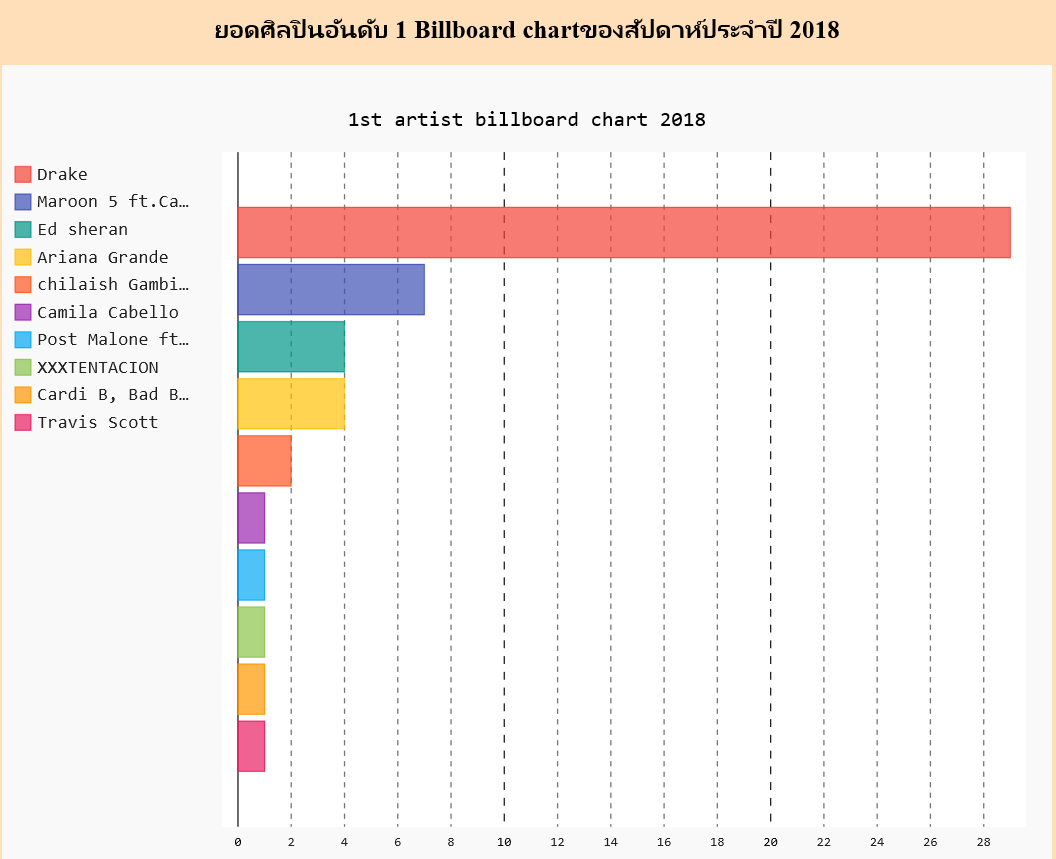 ยอดศิลปินอันดับ 1 Billboard chartของสัปดาห์ประจำปี 2018
1st artist billboard chart 2018
Drake
Maroon 5 ft.Ca…
Ed sheran
Ariana Grande
chilaish Gambi…
Camila Cabello
Post Malone ft…
XXXTENTACION
Cardi B, Bad B…
Travis Scott
0 2 4 6 8 10 12 14 16 18 20 22 24 26 28